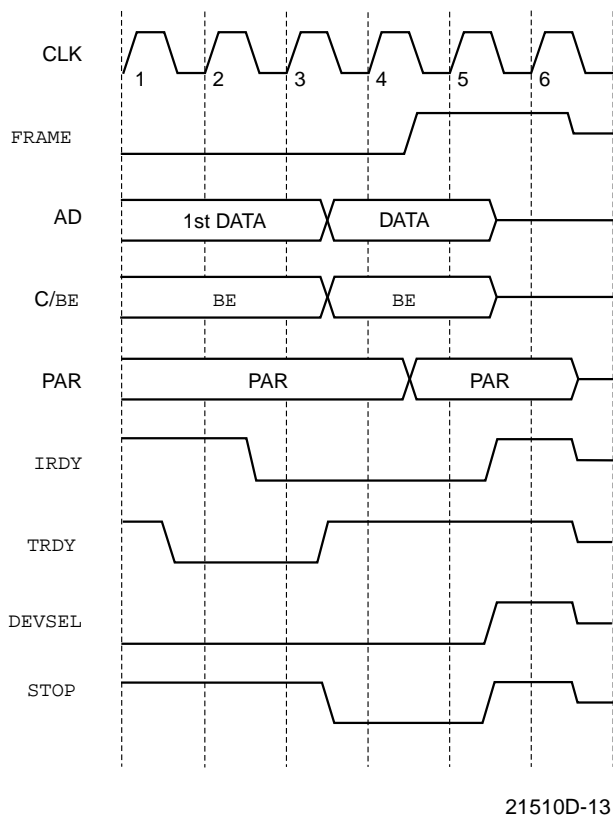 CLK
1 2 3 4 5 6
FRAME
AD 1st DATA DATA
C/BE BE BE
PAR PAR PAR
IRDY
TRDY
DEVSEL
STOP
21510D-13